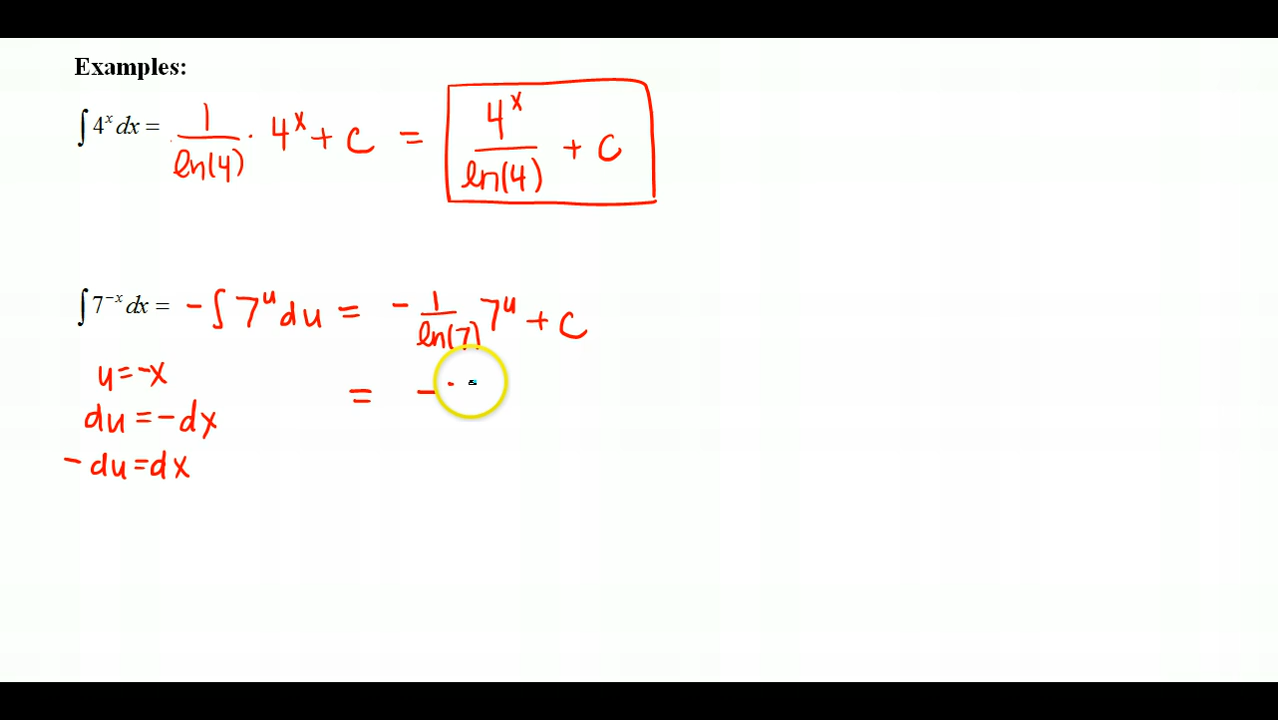 Examples:
∫ 4^x dx = 1/ln(4) · 4^x + C = 4^x/ln(4) + C
∫ 7^-x dx = - ∫ 7^u du = - 1/ln(7) 7^u + C
u = -x
= -
du = -dx
- du = dx